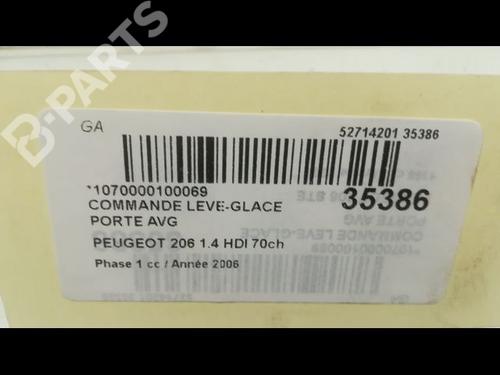 B-PARTS
GA
52714201 35386
*1070000100069
35386
COMMANDE LEVE-GLACE
PORTE AVG
PEUGEOT 206 1.4 HDI 70ch
Phase 1 cc / Année 2006